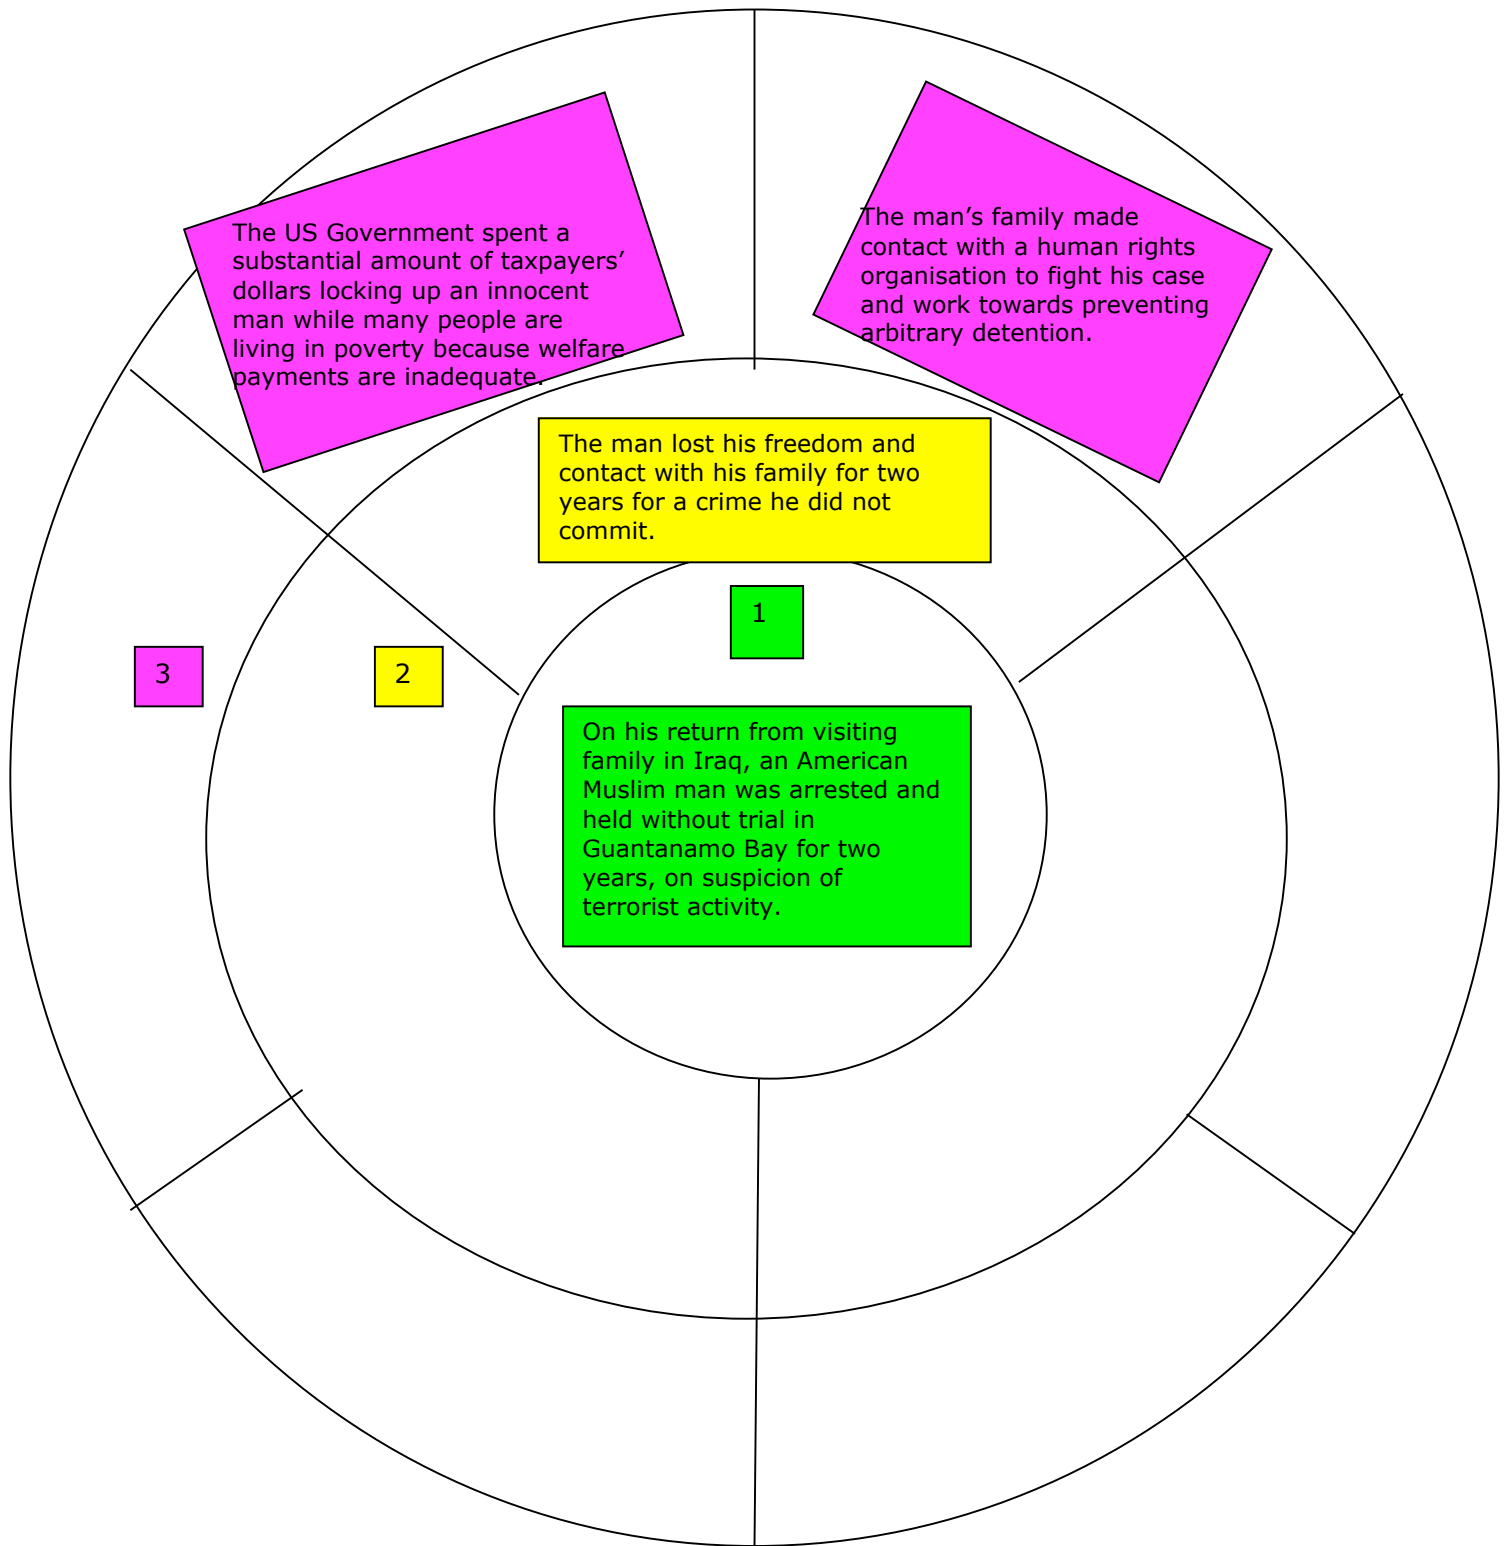 The US Government spent a
substantial amount of taxpayers’
dollars locking up an innocent
man while many people are
living in poverty because welfare
payments are inadequate.
The man’s family made
contact with a human rights
organisation to fight his case
and work towards preventing
arbitrary detention.
The man lost his freedom and
contact with his family for two
years for a crime he did not
commit.
1
3
2
On his return from visiting
family in Iraq, an American
Muslim man was arrested and
held without trial in
Guantanamo Bay for two
years, on suspicion of
terrorist activity.